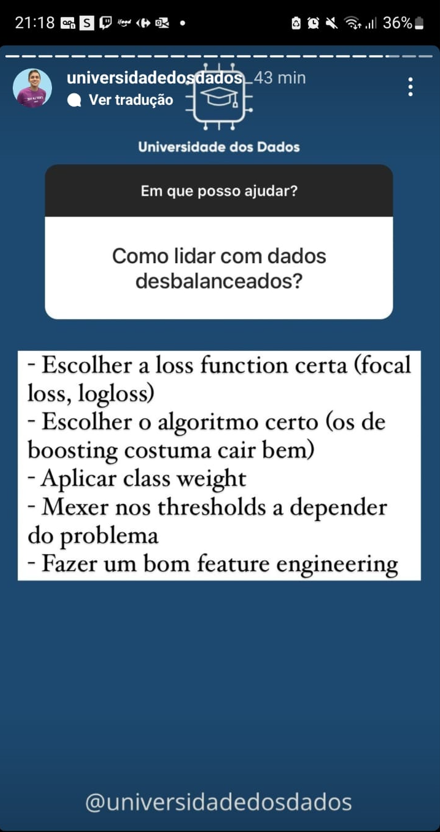 21:18
36%
universidadedosdados_ 43 min
Ver tradução
Universidade dos Dados
Em que posso ajudar?
Como lidar com dados
desbalanceados?
- Escolher a loss function certa (focal
loss, logloss)
- Escolher o algoritmo certo (os de
boosting costuma cair bem)
- Aplicar class weight
- Mexer nos thresholds a depender
do problema
- Fazer um bom feature engineering
@universidadedosdados